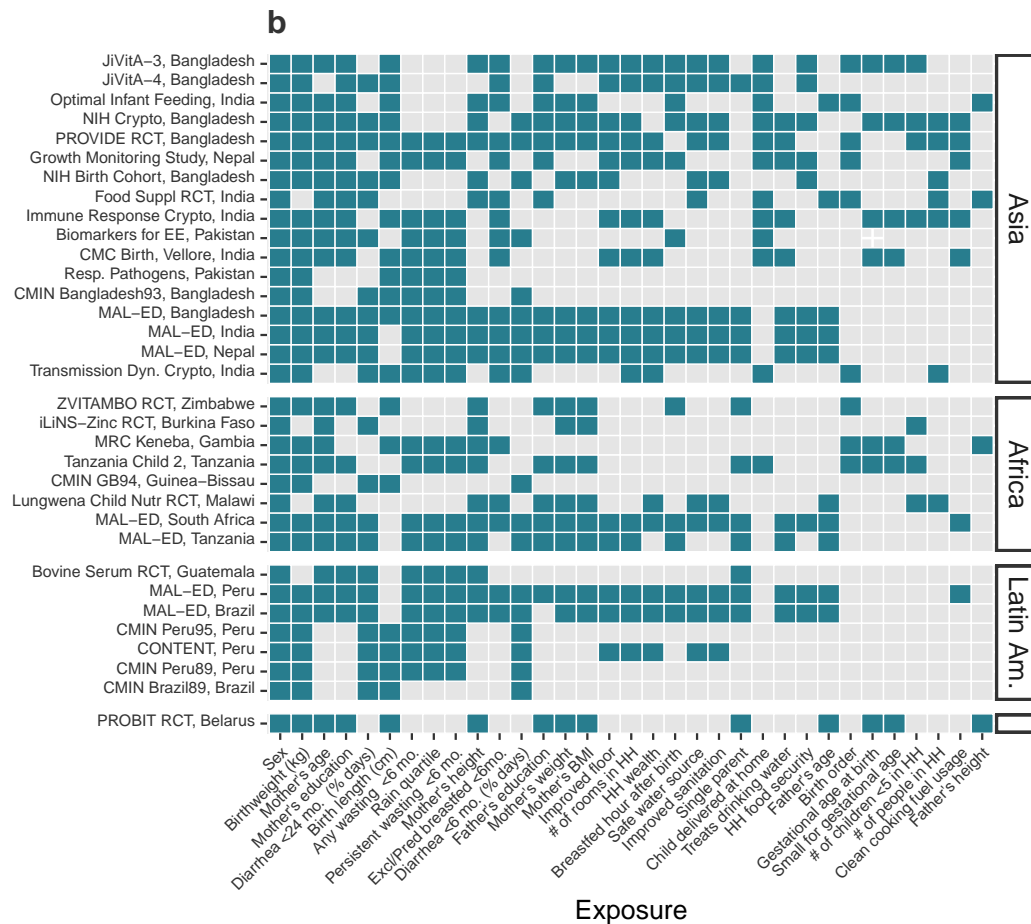 b
JiVitA−3, Bangladesh
JiVitA−4, Bangladesh
Optimal Infant Feeding, India
NIH Crypto, Bangladesh
PROVIDE RCT, Bangladesh
Growth Monitoring Study, Nepal
NIH Birth Cohort, Bangladesh
Food Suppl RCT, India
Immune Response Crypto, India
Biomarkers for EE, Pakistan
CMC Birth, Vellore, India
Resp. Pathogens, Pakistan
CMIN Bangladesh93, Bangladesh
MAL−ED, Bangladesh
MAL−ED, India
MAL−ED, Nepal
Transmission Dyn. Crypto, India
Asia
ZVITAMBO RCT, Zimbabwe
iLiNS−Zinc RCT, Burkina Faso
MRC Keneba, Gambia
Tanzania Child 2, Tanzania
CMIN GB94, Guinea−Bissau
Lungwena Child Nutr RCT, Malawi
MAL−ED, South Africa
MAL−ED, Tanzania
Africa
Bovine Serum RCT, Guatemala
MAL−ED, Peru
MAL−ED, Brazil
CMIN Peru95, Peru
CONTENT, Peru
CMIN Peru89, Peru
CMIN Brazil89, Brazil
Latin Am.
PROBIT RCT, Belarus
Sex
Birthweight (kg)
Mother's age
Mother's education
Diarrhea <24 mo. (% days)
Birth length (cm)
Any wasting <6 mo.
Rain quartile
Persistent wasting <6 mo.
Mother's height
Excl/Pred breastfed <6mo.
Diarrhea <6 mo. (% days)
Father's education
Mother's weight
Mother's BMI
Improved floor
# of rooms in HH
HH wealth
Breastfed hour after birth
Safe water source
Improved sanitation
Single parent
Child delivered at home
Treats drinking water
HH food security
Father's age
Birth order
Gestational age at birth
Small for gestational age
# of children <5 in HH
# of people in HH
Clean cooking fuel usage
Father's height
Exposure